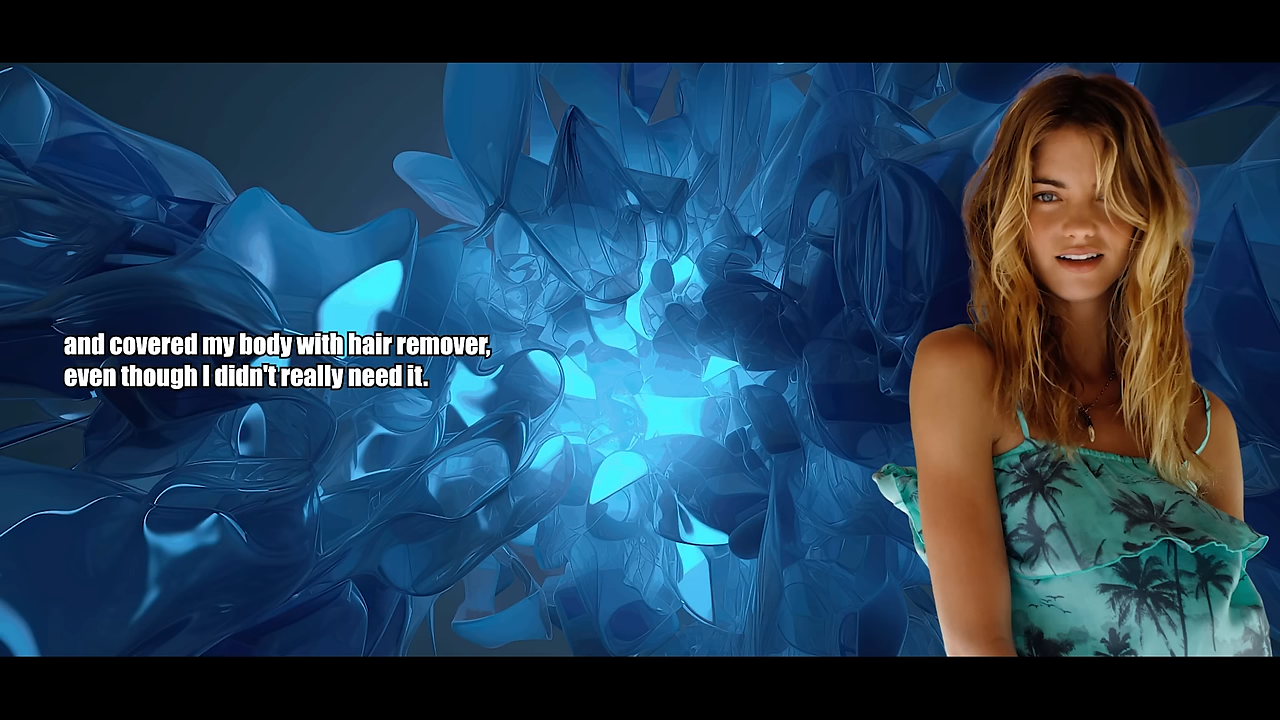 and covered my body with hair remover,
even though I didn't really need it.